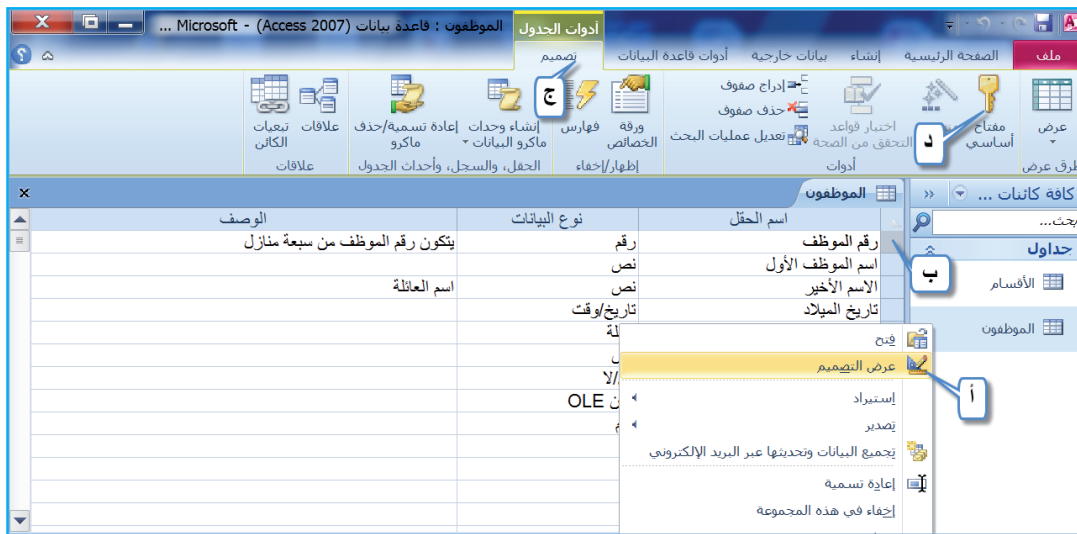 أدوات الجدول
الموظفون : قاعدة بيانات (Access 2007) - Microsoft ...
ملف
الصفحة الرئيسية
إنشاء
بيانات خارجية
أدوات قاعدة البيانات
تصميم
عرض
مفتاح أساسي
اختبار قواعد التحقق من الصحة
إدراج صفوف
حذف صفوف
تعديل عمليات البحث
ورقة الخصائص
فهارس
إنشاء وحدات ماكرو البيانات
إعادة تسمية/حذف ماكرو
علاقات
تبعيات الكائن
طرق عرض
أدوات
إظهار/إخفاء
الحقل، والسجل، وأحداث الجدول
علاقات
ج
د
كافة كائنات ...
بحث...
جداول
الأقسام
الموظفون
الموظفون
اسم الحقل
نوع البيانات
الوصف
رقم الموظف
رقم
يتكون رقم الموظف من سبعة منازل
اسم الموظف الأول
نص
الاسم الأخير
نص
اسم العائلة
تاريخ الميلاد
تاريخ/وقت
OLE
ب
فتح
عرض التصميم
إستيراد
تصدير
تجميع البيانات وتحديثها عبر البريد الإلكتروني
إعادة تسمية
إخفاء في هذه المجموعة
أ